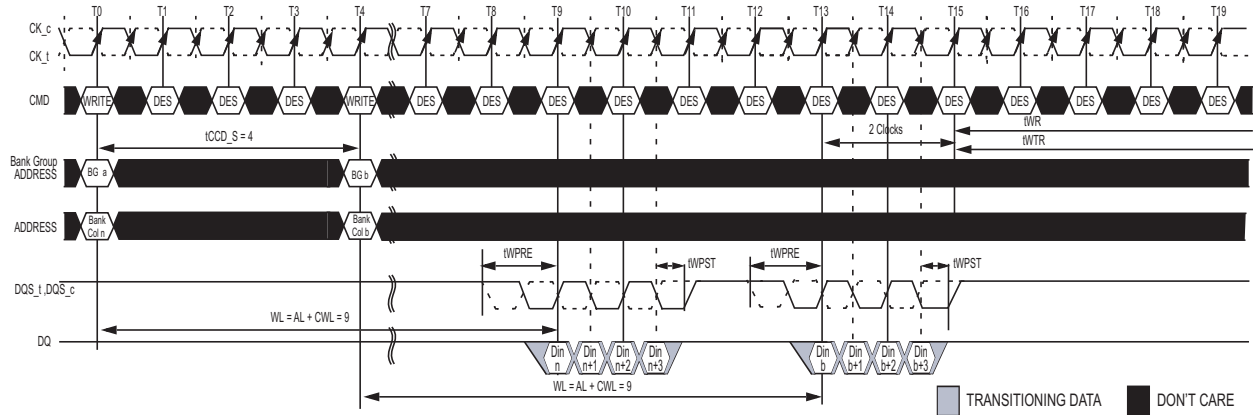 T0 T1 T2 T3 T4 T7 T8 T9 T10 T11 T12 T13 T14 T15 T16 T17 T18 T19
CK_c
CK_t
CMD WRITE DES DES DES WRITE DES DES DES DES DES DES DES DES DES DES DES DES DES
tCCD_S = 4
2 Clocks
tWR
tWTR
Bank Group
ADDRESS
BG a
BG b
ADDRESS
Bank
Col n
Bank
Col b
tWPRE
tWPST
tWPRE
tWPST
DQS_t ,DQS_c
WL = AL + CWL = 9
DQ
Din
n
Din
n+1
Din
n+2
Din
n+3
Din
b
Din
b+1
Din
b+2
Din
b+3
WL = AL + CWL = 9
TRANSITIONING DATA
DON'T CARE